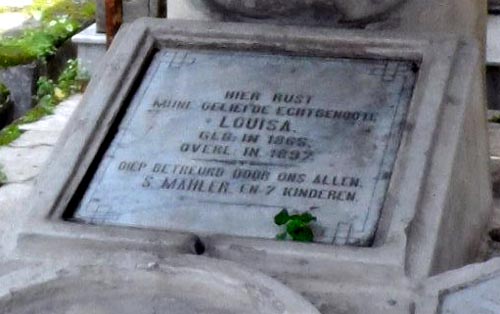 HIER RUST
MIJNE GELIEFDE ECHTGENOOTE
LOUISA.
GEB: IN 1865.
OVERL: IN 1897.
DIEP BETREURD DOOR ONS ALLEN.
S. MAHLER. EN 7 KINDEREN.